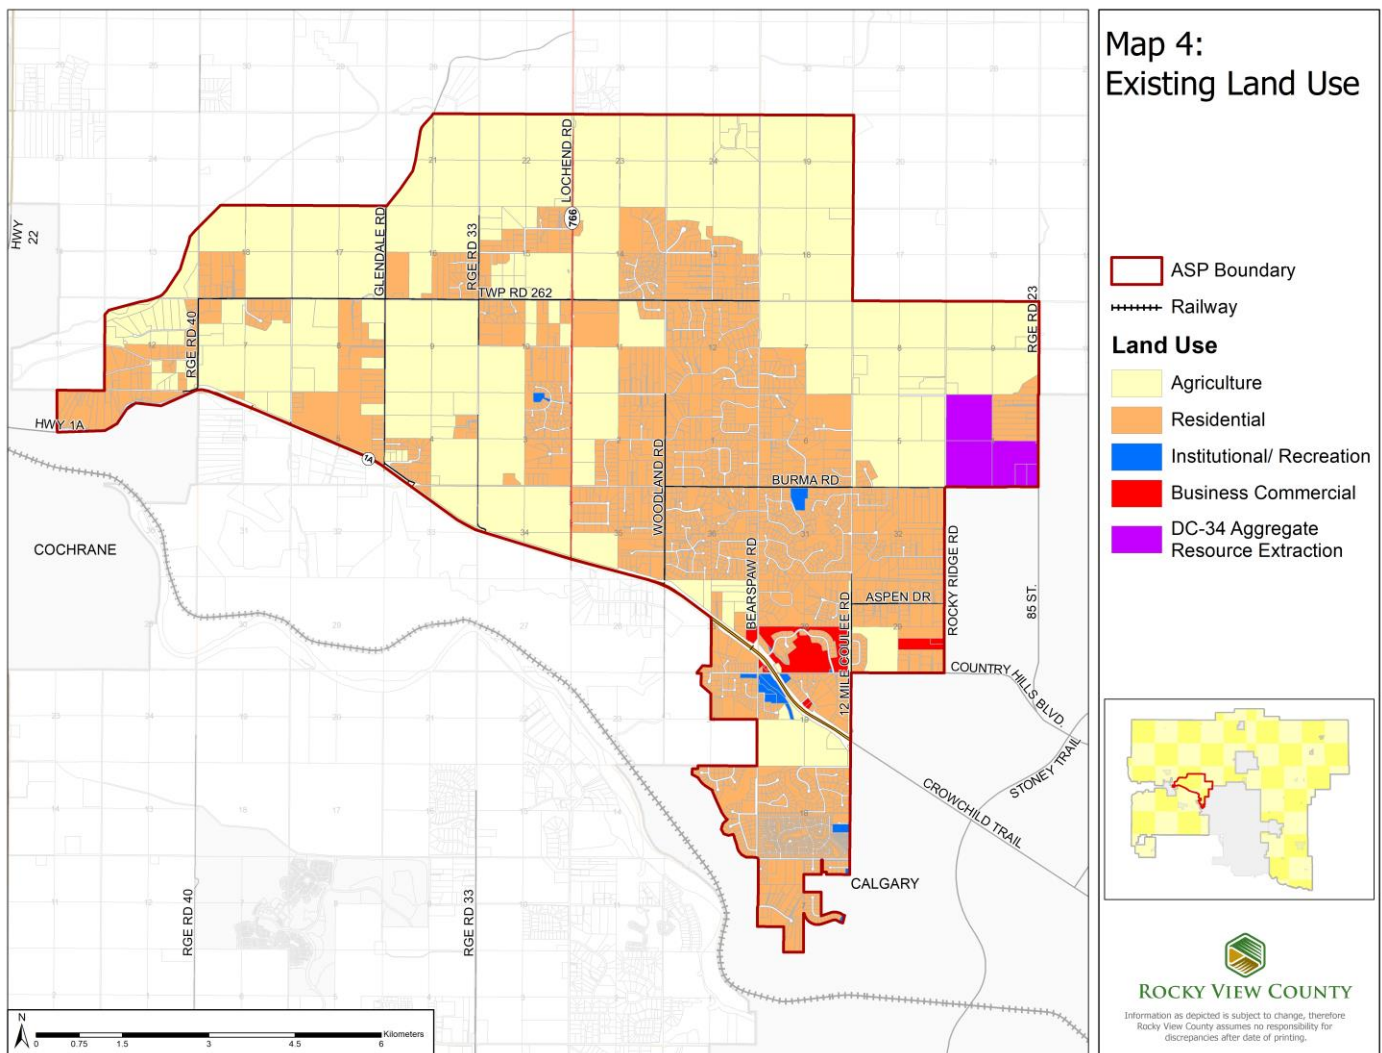 Map 4:
Existing Land Use
ASP Boundary
Railway
Land Use
Agriculture
Residential
Institutional/ Recreation
Business Commercial
DC-34 Aggregate
Resource Extraction
HWY
22
GLENDALE RD
RGE RD 33
LOCHEND RD
766
TWP RD 262
RGE RD 40
RGE RD 23
HWY 1A
1A
WOODLAND RD
BURMA RD
BEARSPAW RD
ROCKY RIDGE RD
85 ST.
ASPEN DR
12 MILE COULEE RD
COUNTRY HILLS BLVD.
STONEY TRAIL
CROWCHILD TRAIL
COCHRANE
CALGARY
RGE RD 40
RGE RD 33
N
0 0.75 1.5 3 4.5 6
Kilometers
ROCKY VIEW COUNTY
Information as depicted is subject to change, therefore
Rocky View County assumes no responsibility for
discrepancies after date of printing.